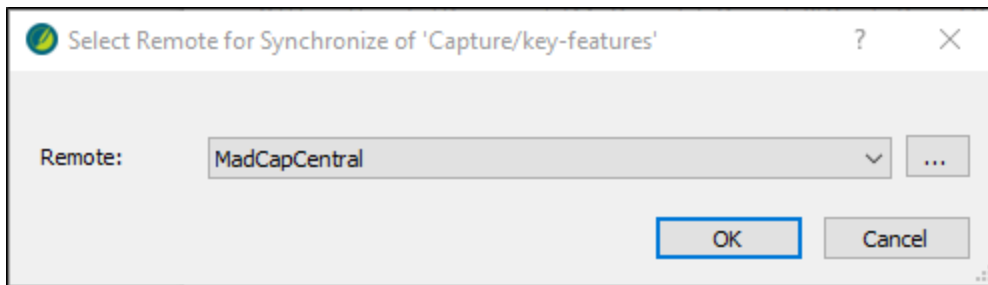 Select Remote for Synchronize of 'Capture/key-features'
?
Remote:
MadCapCentral
...
OK
Cancel